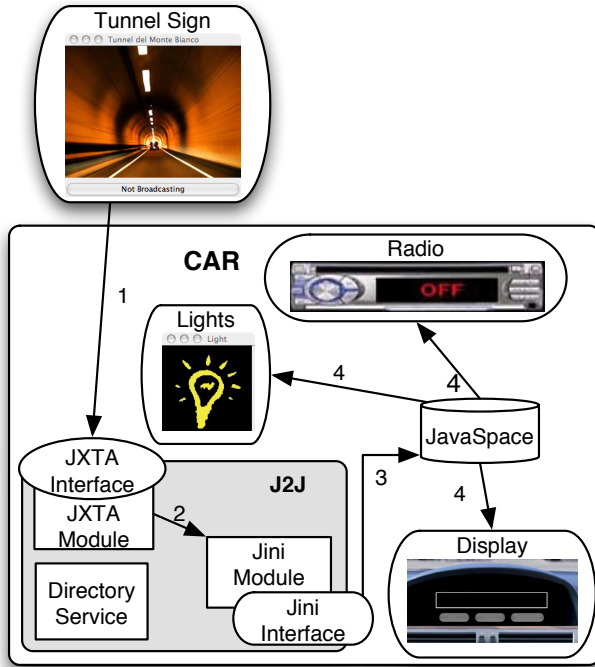 Tunnel Sign
Tunnel del Monte Bianco
Not Broadcasting
CAR
Radio
OFF
1
Lights
Light
4
4
JavaSpace
JXTA
Interface
J2J
3
JXTA
Module
2
4
Jini
Module
Display
Directory
Service
Jini
Interface